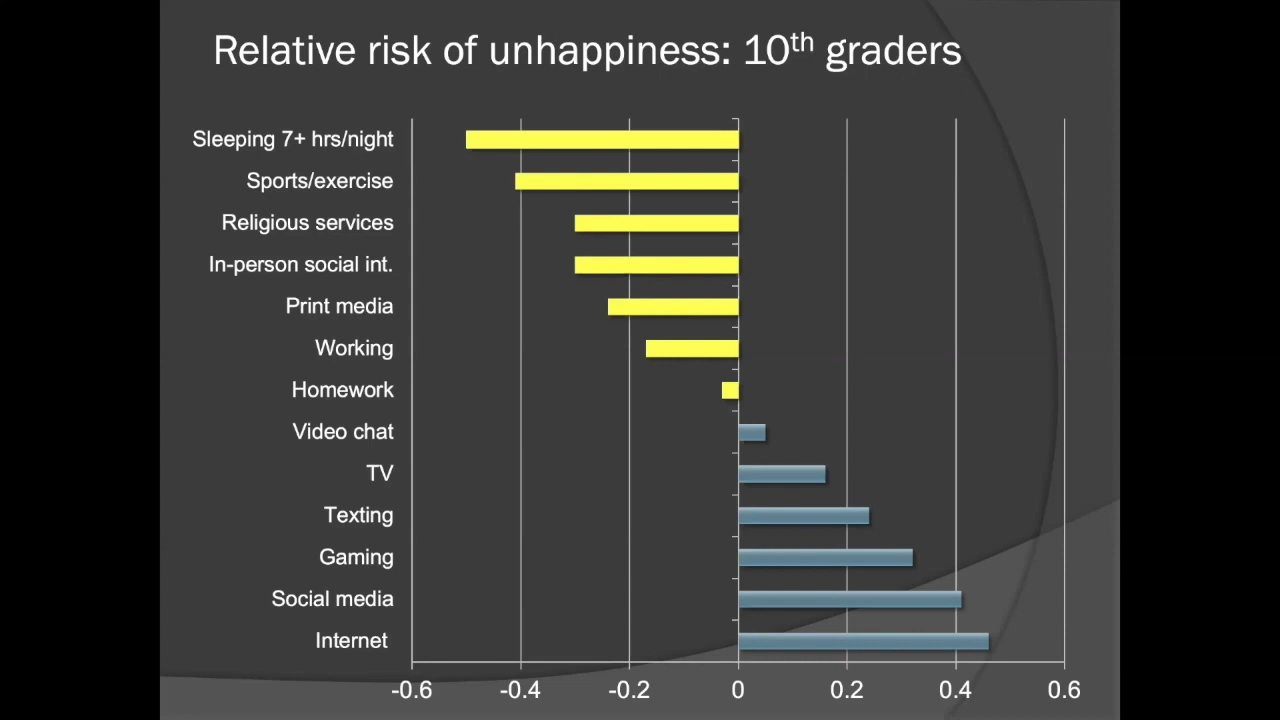 Relative risk of unhappiness: 10th graders
Sleeping 7+ hrs/night
Sports/exercise
Religious services
In-person social int.
Print media
Working
Homework
Video chat
TV
Texting
Gaming
Social media
Internet
-0.6 -0.4 -0.2 0 0.2 0.4 0.6